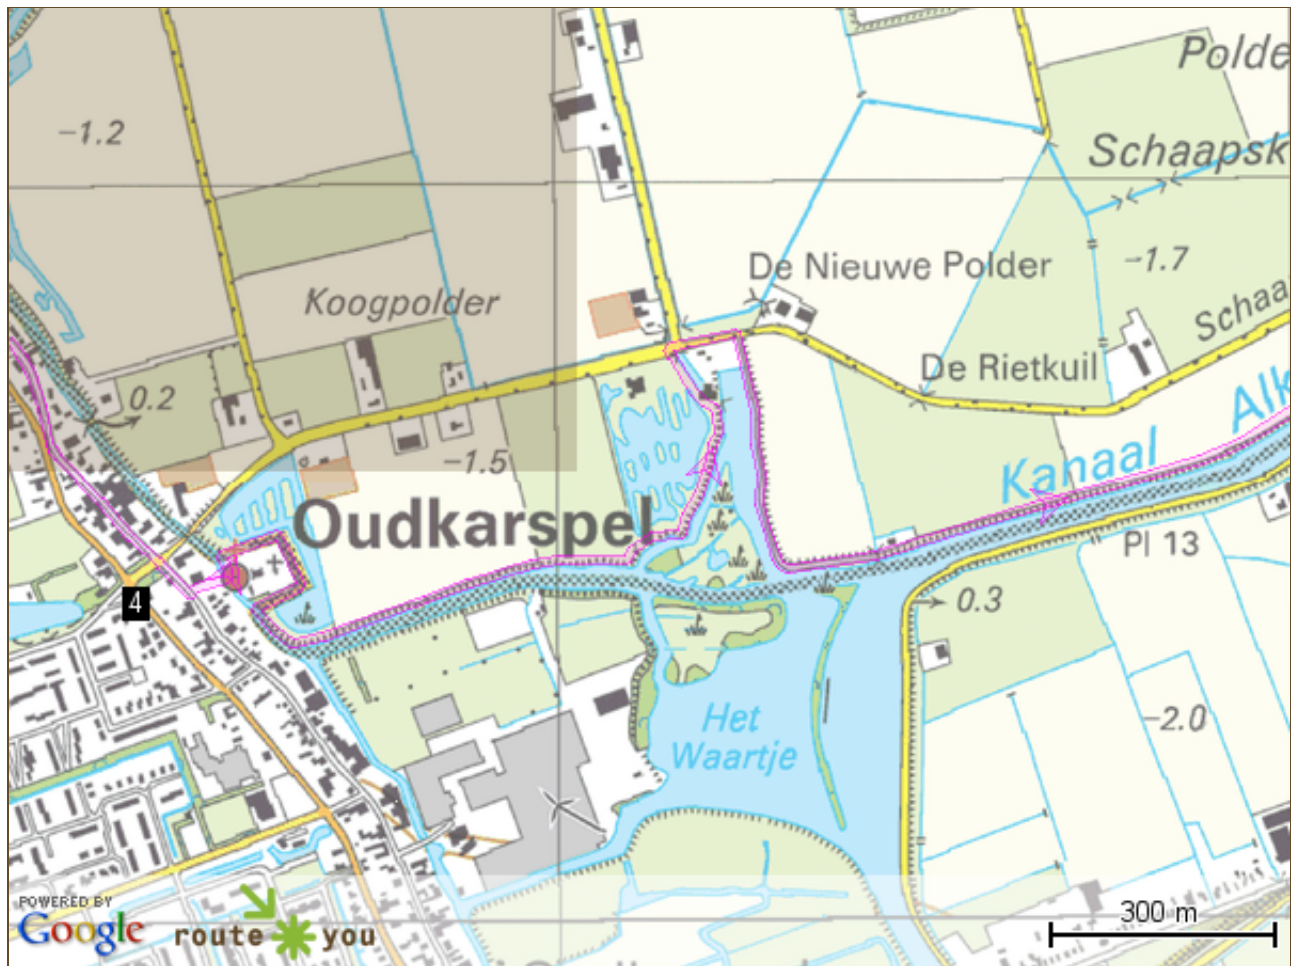 Polde
-1.2
Schaapsk
De Nieuwe Polder
-1.7
Koogpolder
Schaa
De Rietkuil
0.2
Alk
Kanaal
-1.5
Oudkarspel
Pl 13
4
0.3
Het
Waartje
-2.0
POWERED BY
Google
route you
300 m